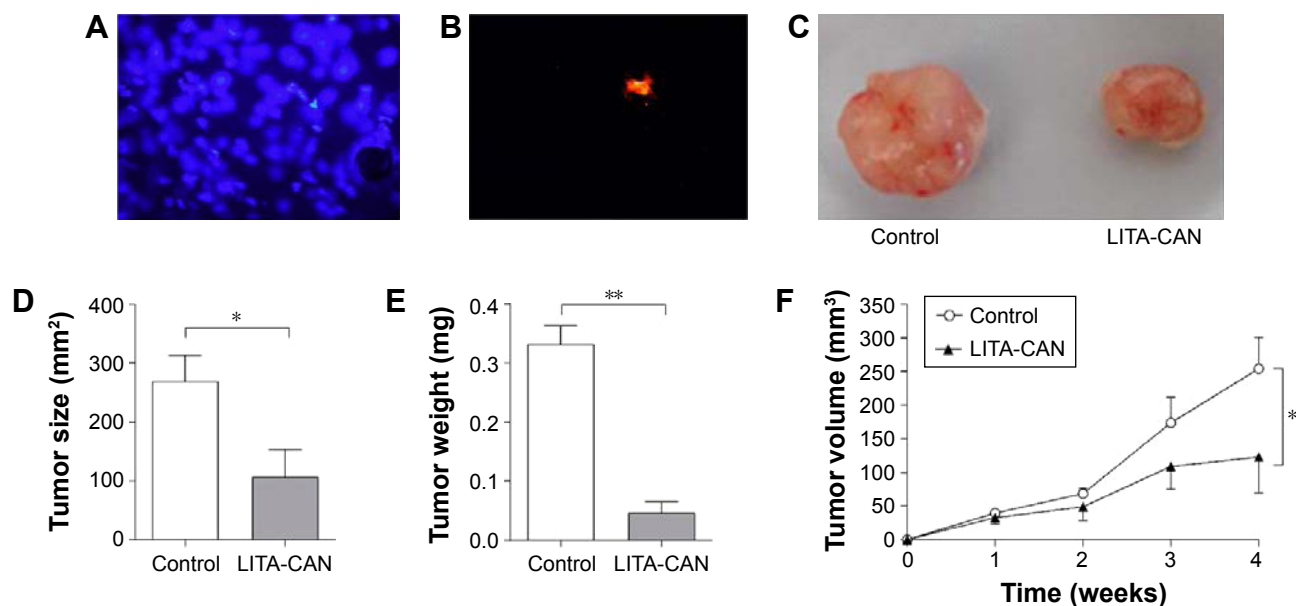 A
B
C
Control
LITA-CAN
D
Tumor size (mm²)
400
300
200
100
0
*
Control
LITA-CAN
E
Tumor weight (mg)
0.4
0.3
0.2
0.1
0.0
**
Control
LITA-CAN
F
Tumor volume (mm³)
350
300
250
200
150
100
50
0
Control
LITA-CAN
*
0
1
2
3
4
Time (weeks)